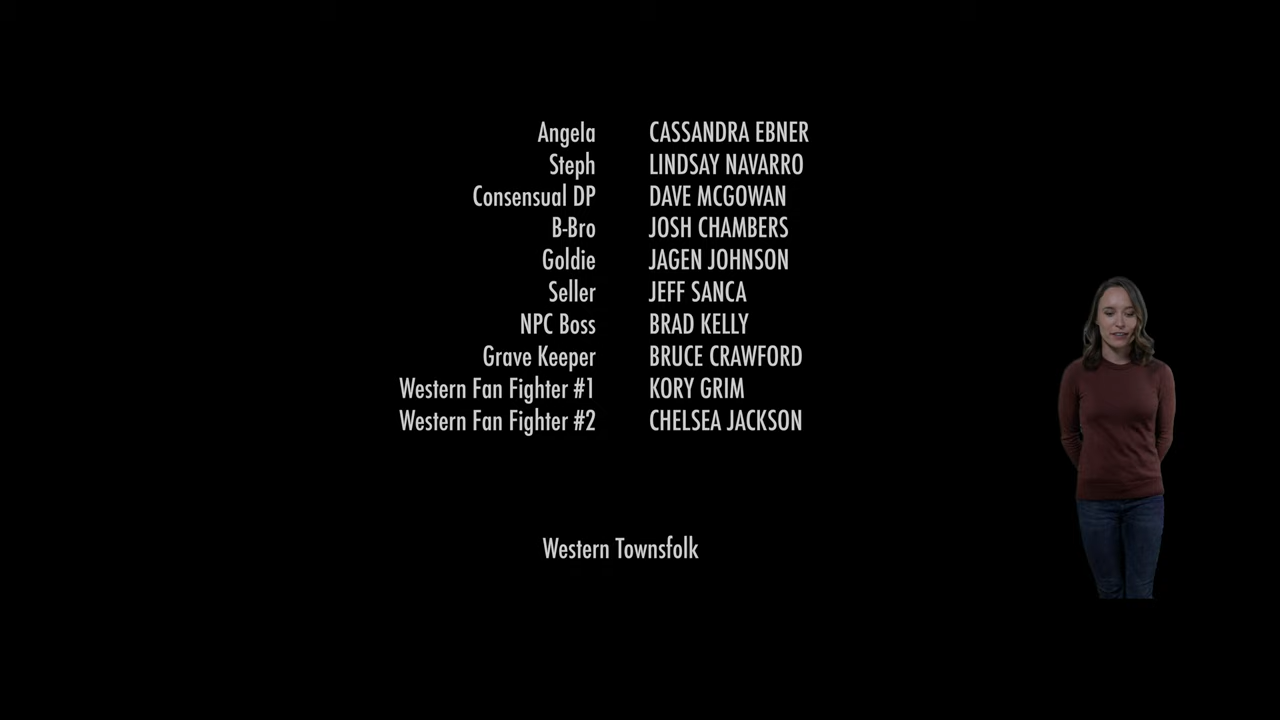 Angela CASSANDRA EBNER
Steph LINDSAY NAVARRO
Consensual DP DAVE MCGOWAN
B-Bro JOSH CHAMBERS
Goldie JAGEN JOHNSON
Seller JEFF SANCA
NPC Boss BRAD KELLY
Grave Keeper BRUCE CRAWFORD
Western Fan Fighter #1 KORY GRIM
Western Fan Fighter #2 CHELSEA JACKSON
Western Townsfolk